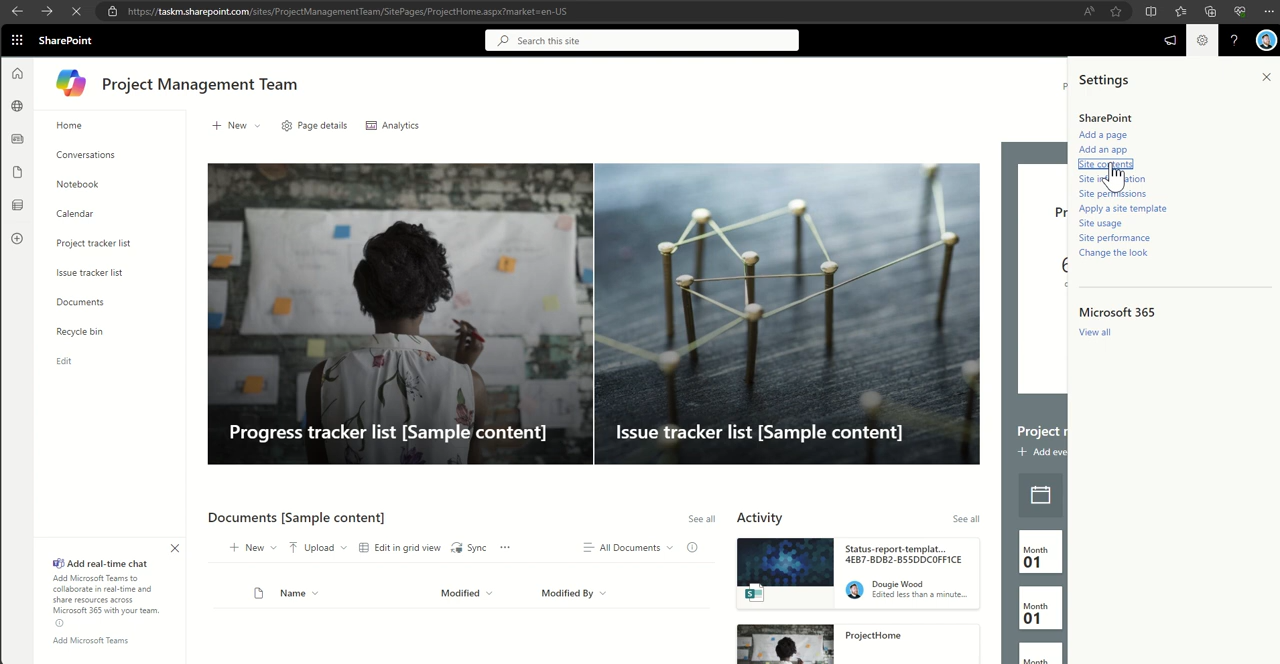 https://taskm.sharepoint.com/sites/ProjectManagementTeam/SitePages/ProjectHome.aspx?market=en-US
SharePoint
Search this site
?
Project Management Team
Home
Conversations
Notebook
Calendar
Project tracker list
Issue tracker list
Documents
Recycle bin
Edit
New
Page details
Analytics
Progress tracker list [Sample content]
Issue tracker list [Sample content]
Documents [Sample content]
See all
New
Upload
Edit in grid view
Sync
...
All Documents
Name
Modified
Modified By
Activity
See all
Status-report-templat...
4EB7-BDB2-B55DDC0FF1CE
Dougie Wood
Edited less than a minute...
ProjectHome
Add real-time chat
Add Microsoft Teams to
collaborate in real-time and
share resources across
Microsoft 365 with your team.
Add Microsoft Teams
Month
01
Month
01
Month
Settings
SharePoint
Add a page
Add an app
Site contents
Site permissions
Apply a site template
Site usage
Site performance
Change the look
Microsoft 365
View all